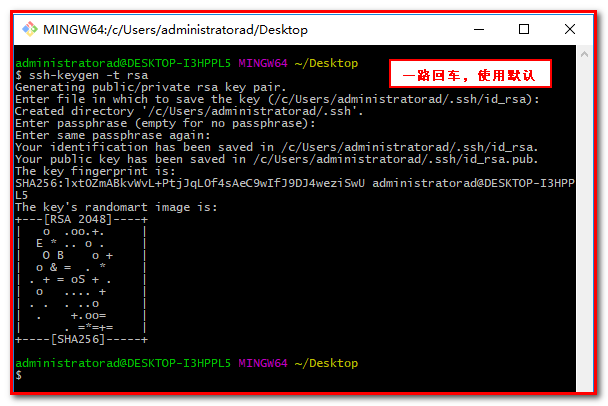 MINGW64:/c/Users/administratorad/Desktop
administratorad@DESKTOP-I3HPPL5 MINGW64 ~/Desktop
$ ssh-keygen -t rsa
一路回车，使用默认
Generating public/private rsa key pair.
Enter file in which to save the key (/c/Users/administratorad/.ssh/id_rsa):
Created directory '/c/Users/administratorad/.ssh'.
Enter passphrase (empty for no passphrase):
Enter same passphrase again:
Your identification has been saved in /c/Users/administratorad/.ssh/id_rsa.
Your public key has been saved in /c/Users/administratorad/.ssh/id_rsa.pub.
The key fingerprint is:
SHA256:lxtOZmABkvWvL+PtjJqLOf4sAeC9wIfJ9DJ4weziSwU administratorad@DESKTOP-I3HPP
L5
The key's randomart image is:
+---[RSA 2048]----+
|   o  .oo.+.     |
|  E * .. o .     |
|   O B    o +    |
|  o & =  . *     |
| . + = oS + .    |
|  o   .... +     |
| . .  . ..o      |
|  .    +.oo=     |
|      . =*=+=    |
+----[SHA256]-----+
administratorad@DESKTOP-I3HPPL5 MINGW64 ~/Desktop
$